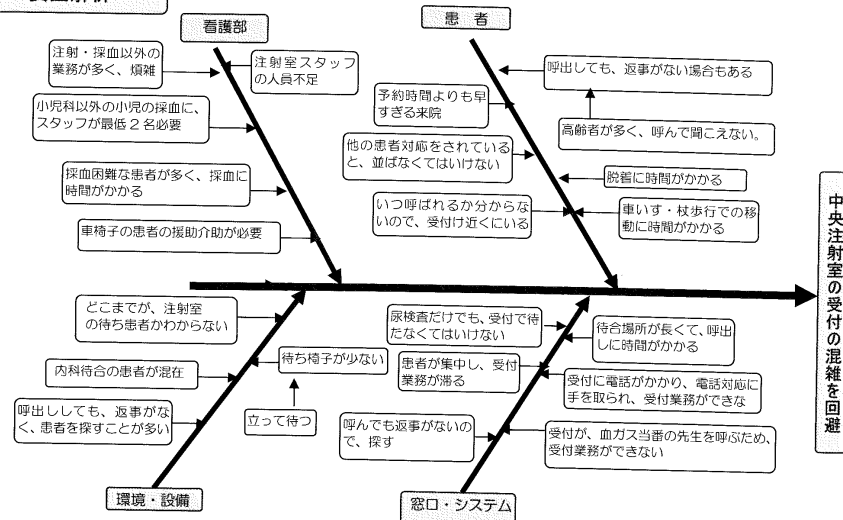 看護部
患 者
注射・採血以外の
業務が多く、煩雑
注射室スタッフ
の人員不足
小児科以外の小児の採血に、
スタッフが最低2名必要
採血困難な患者が多く、採血に
時間がかかる
車椅子の患者の援助介助が必要
呼出しても、返事がない場合もある
予約時間よりも早
すぎる来院
高齢者が多く、呼んで聞こえない。
他の患者対応をされている
と、並ばなくてはいけない
脱着に時間がかかる
いつ呼ばれるか分からな
いので、受付け近くにいる
車いす・杖歩行での移
動に時間がかかる
中央注射室の受付の混雑を回避
どこまでが、注射室
の待ち患者かわからない
待ち椅子が少ない
内科待合の患者が混在
立って待つ
呼出ししても、返事がな
く、患者を探すことが多い
環境・設備
尿検査だけでも、受付で待
たなくてはいけない
待合場所が長くて、呼出
しに時間がかかる
患者が集中し、受付
業務が滞る
受付に電話がかかり、電話対応に
手を取られ、受付業務ができな
呼んでも返事がないの
で、探す
受付が、血ガス当番の先生を呼ぶため、
受付業務ができない
窓口・システム